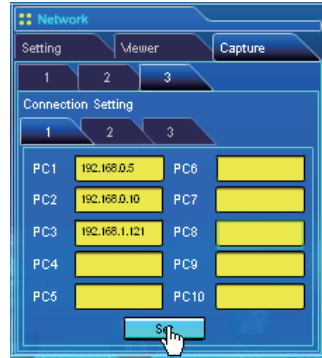 Network
Setting Viewer Capture
1 2 3
Connection Setting
1 2 3
PC1 192.168.0.5 PC6
PC2 192.168.0.10 PC7
PC3 192.168.1.121 PC8
PC4 PC9
PC5 PC10